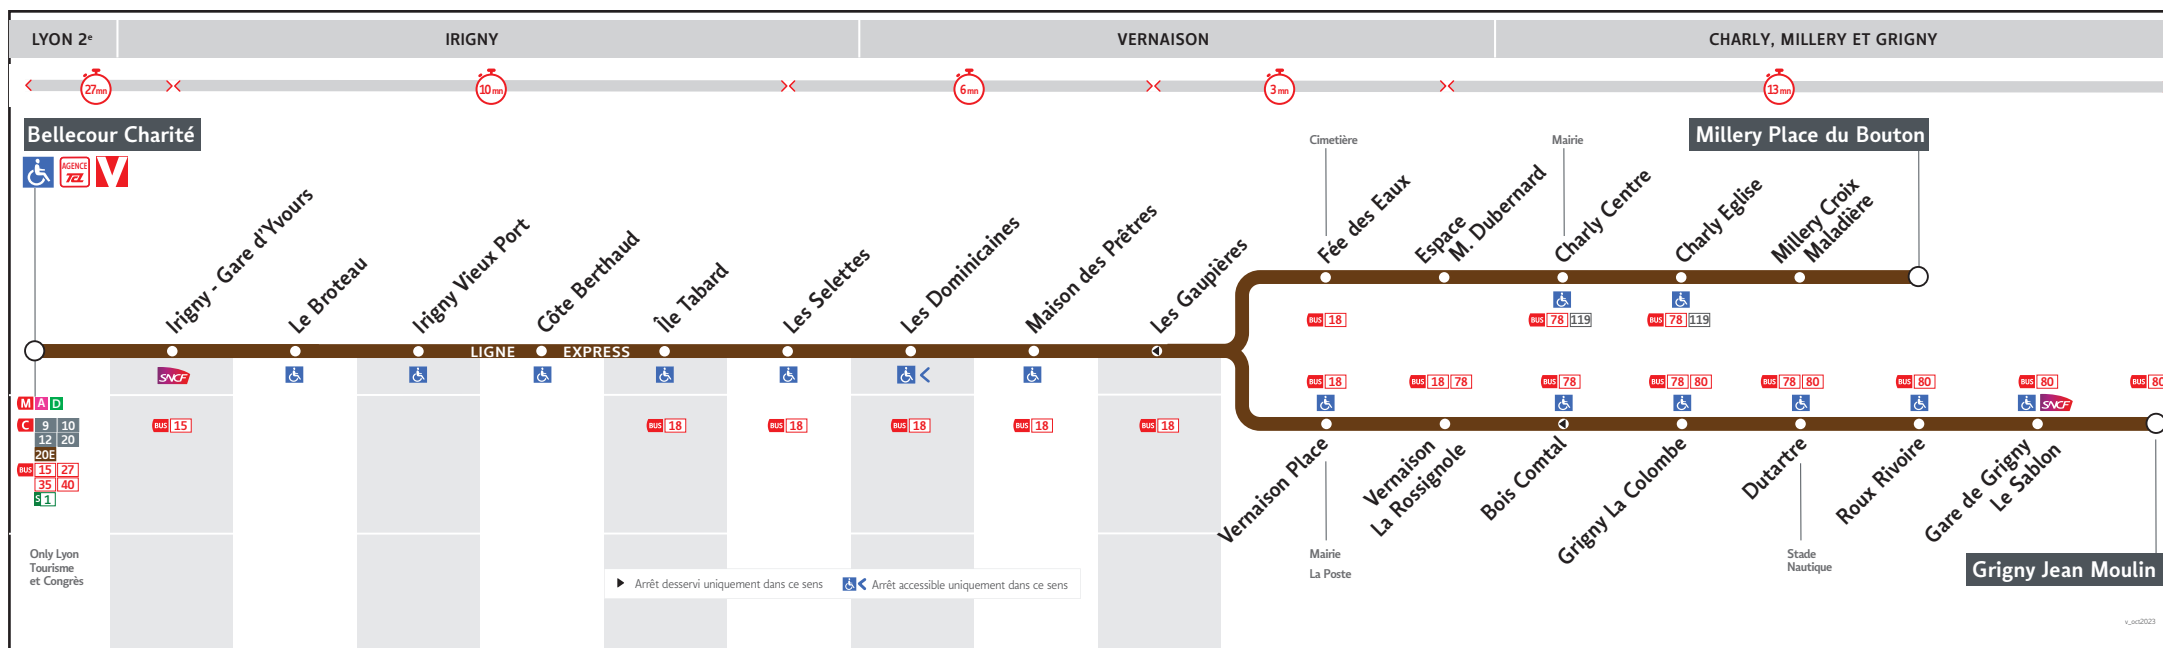 LYON 2e
IRIGNY
VERNAISON
CHARLY, MILLERY ET GRIGNY
27mn
10mn
6mn
3mn
13mn
Bellecour Charité
AGENCE
TCL
V
Irigny - Gare d'Yvours
Le Broteau
Irigny Vieux Port
Côte Berthaud
Île Tabard
Les Selettes
Les Dominicaines
Maison des Prêtres
Les Gaupières
LIGNE EXPRESS
Cimetière
Mairie
Millery Place du Bouton
Fée des Eaux
Espace
M. Dubernard
Charly Centre
Charly Eglise
Millery Croix
Maladière
BUS 18
BUS 78 119
BUS 78 119
SNCF
M A D
C 9 10
12 20
20E
BUS 15 27
35 40
S 1
BUS 15
BUS 18
BUS 18
BUS 18
BUS 18
BUS 18
BUS 18
BUS 18 78
BUS 78
BUS 78 80
BUS 78 80
BUS 80
BUS 80
BUS 80
SNCF
Vernaison Place
Vernaison
La Rossignole
Bois Comtal
Grigny La Colombe
Dutartre
Roux Rivoire
Gare de Grigny
Le Sablon
Grigny Jean Moulin
Only Lyon
Tourisme
et Congrès
Mairie
La Poste
Stade
Nautique
Arrêt desservi uniquement dans ce sens
Arrêt accessible uniquement dans ce sens
v_oct2023